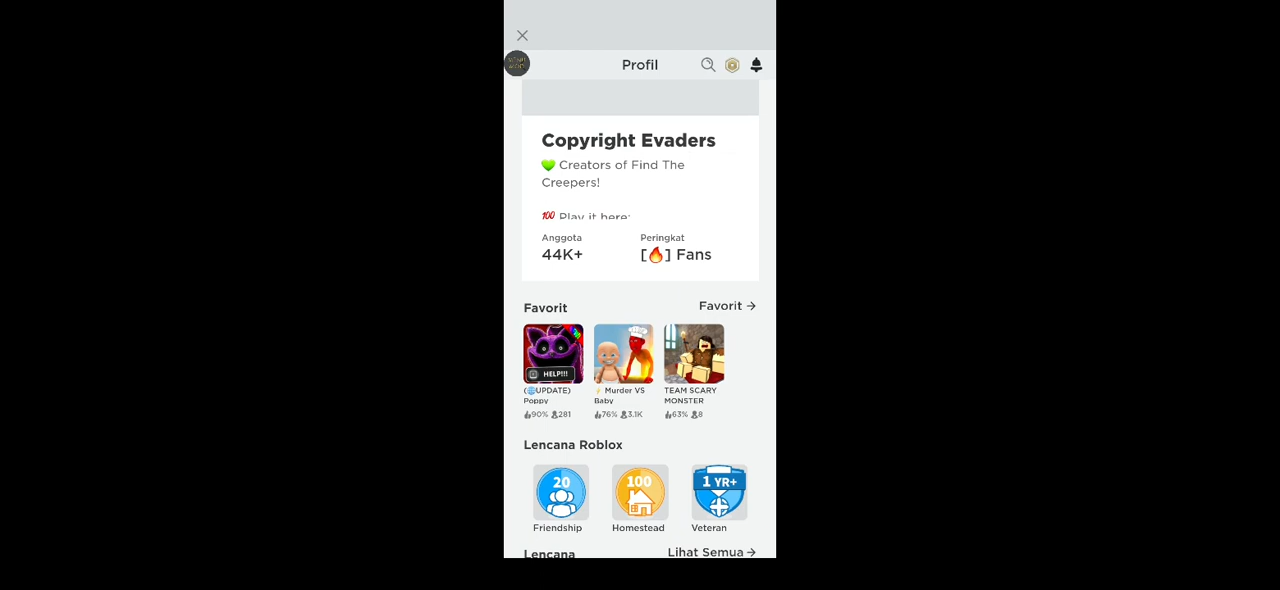 Profil
Copyright Evaders
💚 Creators of Find The
Creepers!
💯 Play it here:
Anggota
Peringkat
44K+
[🔥] Fans
Favorit
Favorit →
HELP!!!
(🌐UPDATE)
Poppy
⚡ Murder VS
Baby
TEAM SCARY
MONSTER
90% 281
76% 3.1K
63% 8
Lencana Roblox
20
100
1 YR+
Friendship
Homestead
Veteran
Lencana
Lihat Semua →